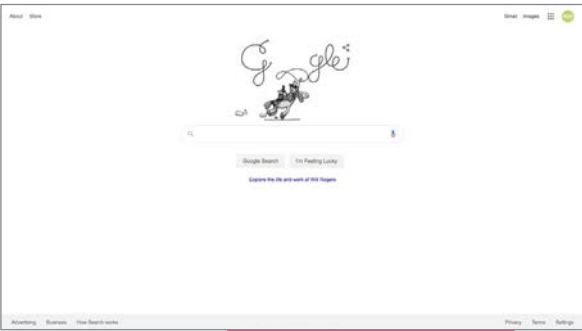 About Store
Gmail Images
Google
Google Search I'm Feeling Lucky
Explore the life and work of Will Rogers
Advertising Business How Search works
Privacy Terms Settings